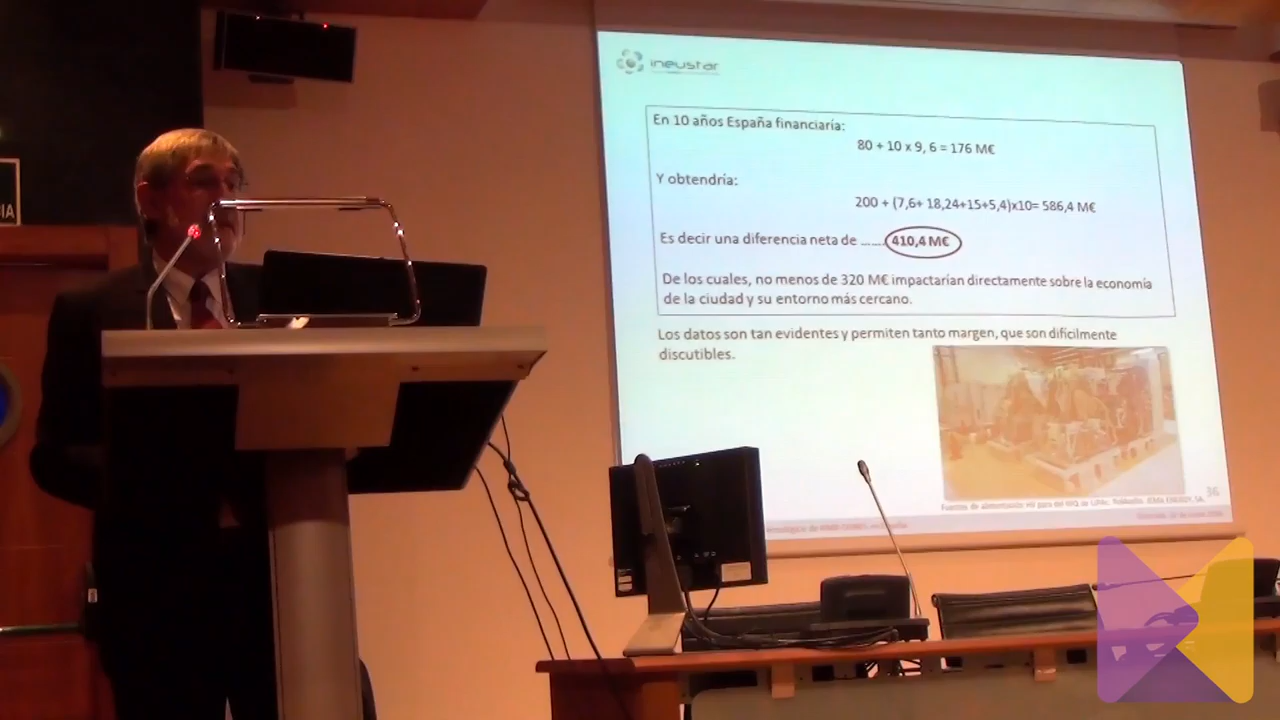 IA
ineustar
En 10 años España financiaría:
80 + 10 x 9, 6 = 176 M€
Y obtendría:
200 + (7,6+ 18,24+15+5,4)x10= 586,4 M€
Es decir una diferencia neta de ....... 410,4 M€
De los cuales, no menos de 320 M€ impactarían directamente sobre la economía
de la ciudad y su entorno más cercano.
Los datos son tan evidentes y permiten tanto margen, que son difícilmente
discutibles.
36